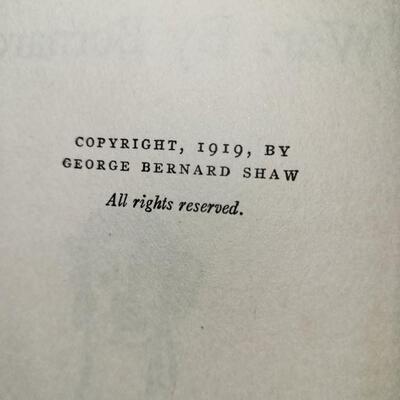 COPYRIGHT, 1919, BY
GEORGE BERNARD SHAW
All rights reserved.